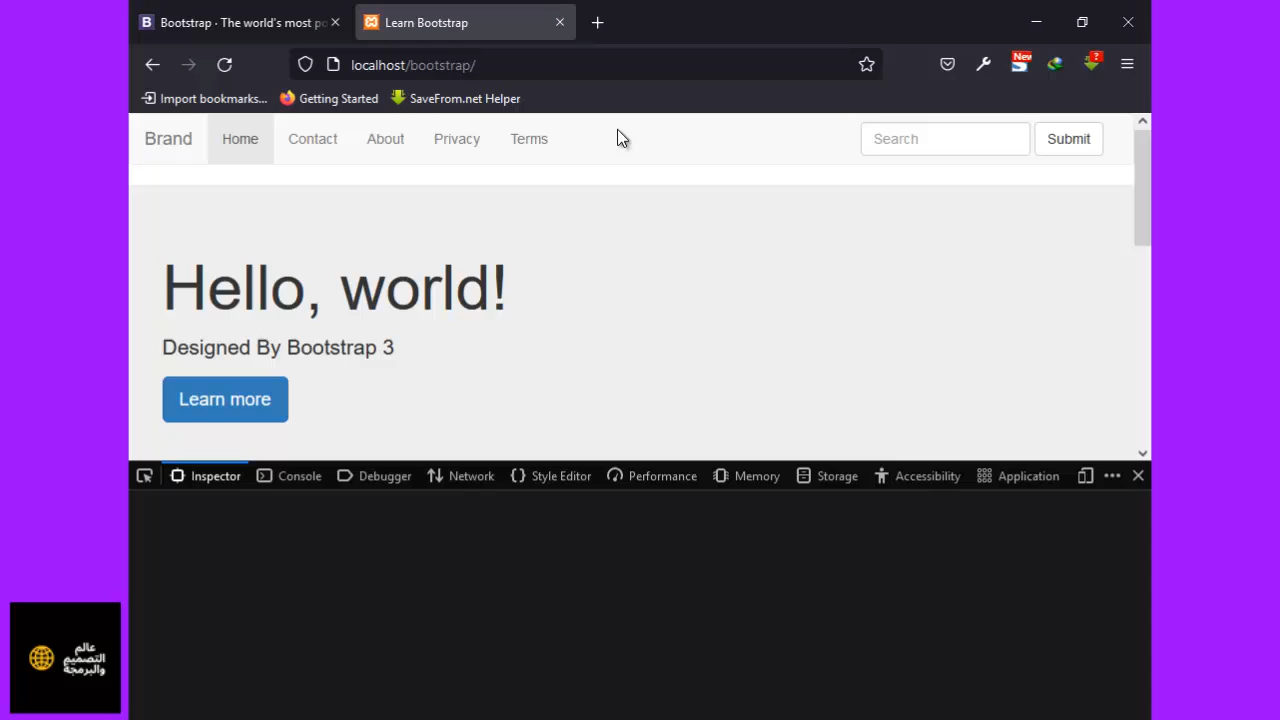 Bootstrap · The world's most po
Learn Bootstrap
localhost/bootstrap/
New
?
Import bookmarks...
Getting Started
SaveFrom.net Helper
Brand
Home
Contact
About
Privacy
Terms
Search
Submit
Hello, world!
Designed By Bootstrap 3
Learn more
Inspector
Console
Debugger
Network
Style Editor
Performance
Memory
Storage
Accessibility
Application
عالم
التصميم
والبرمجة